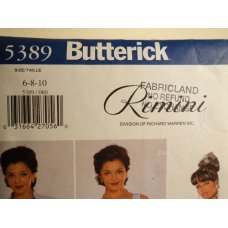 5389 Butterick
SIZE/TAILLE
6-8-10
5389 / 060
FABRICLAND
NO REFUND
Remini
DIVISION OF RICHARD WARREN INC.
0 31664 27056 0